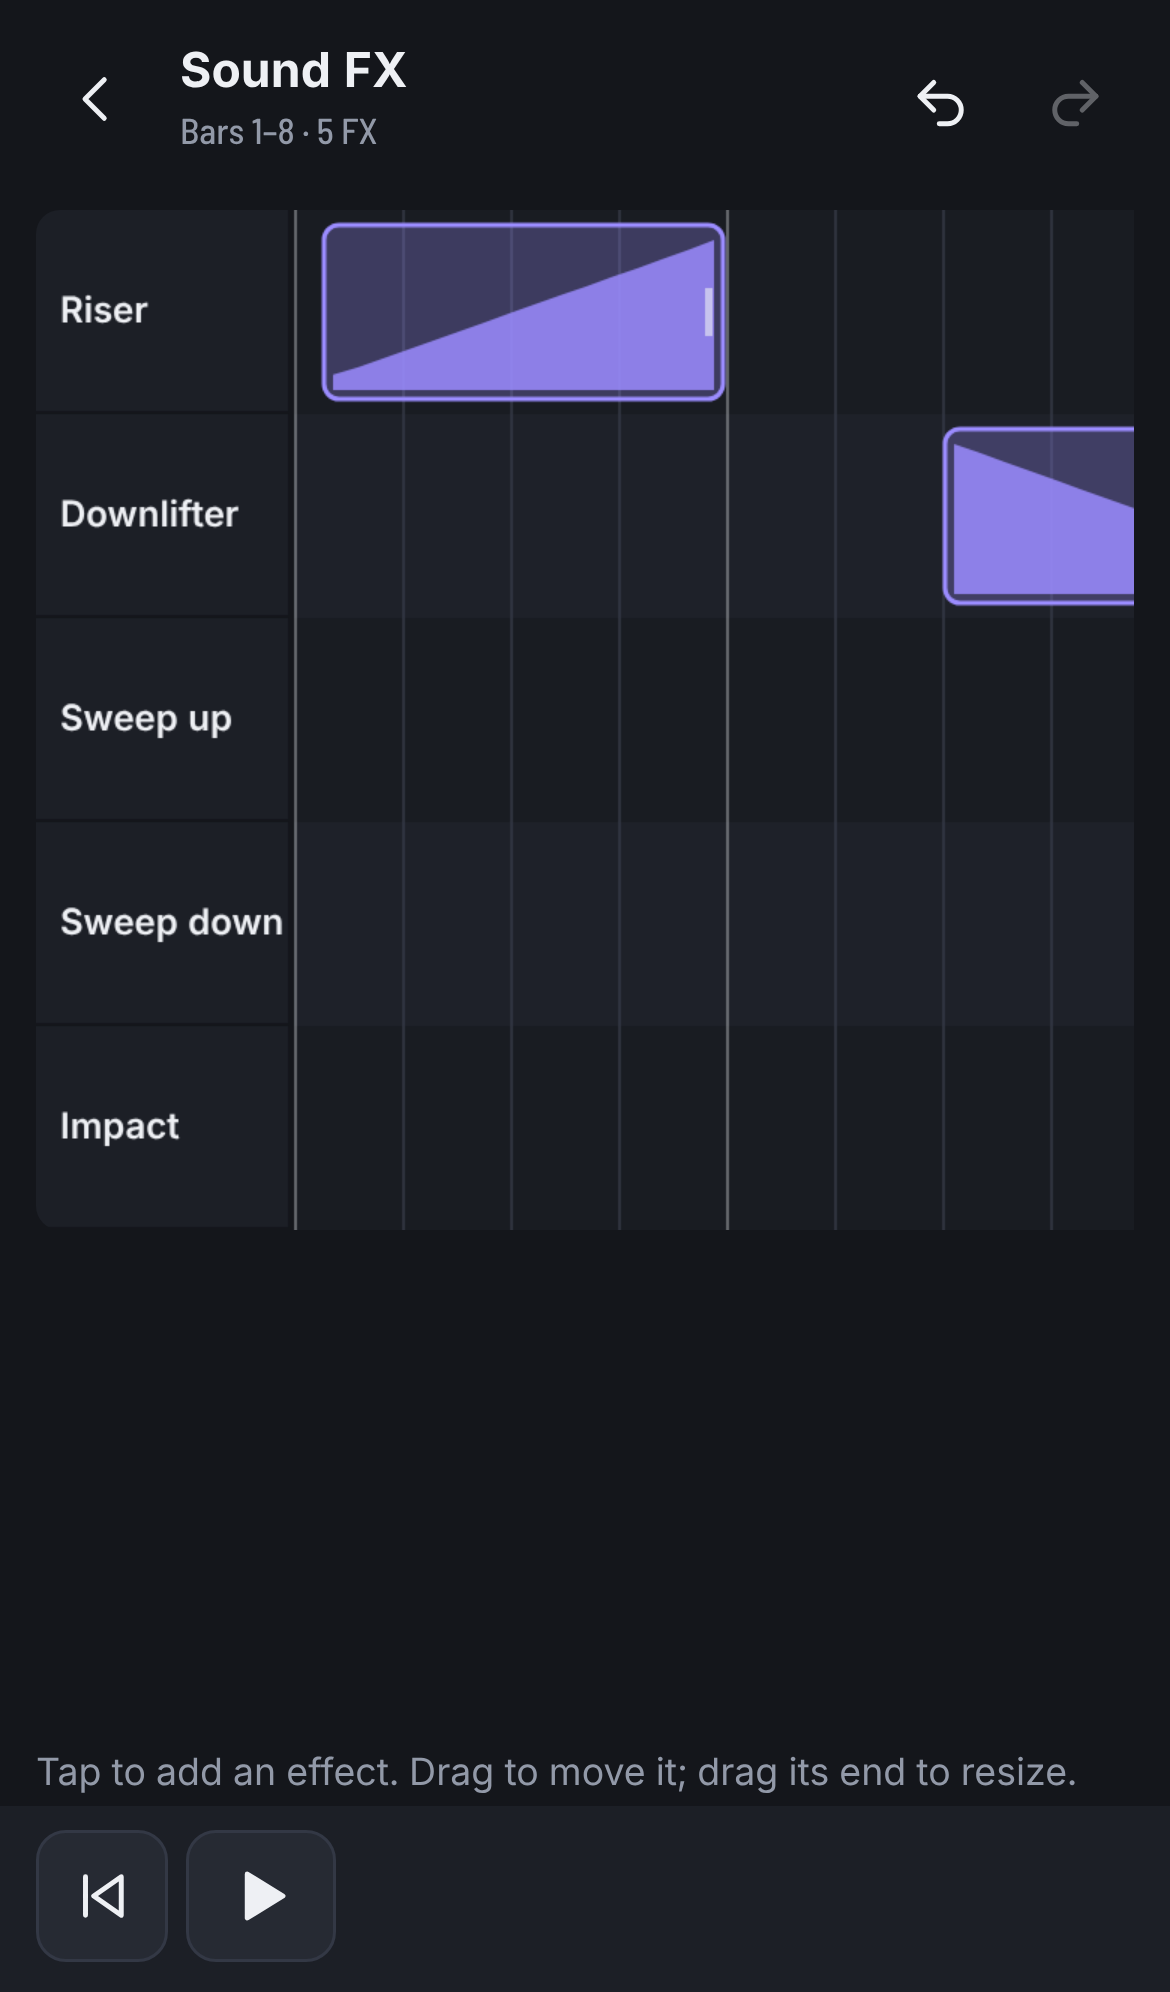 Sound FX
Bars 1–8 · 5 FX
Riser
Downlifter
Sweep up
Sweep down
Impact
Tap to add an effect. Drag to move it; drag its end to resize.